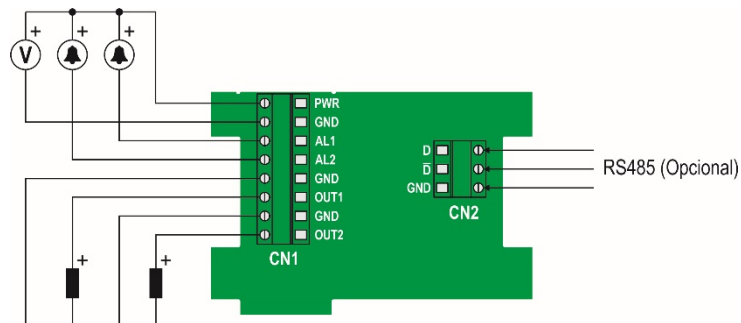 + + +
V
PWR
GND
AL1
AL2
GND
OUT1
GND
OUT2
CN1
D
D̅
GND
CN2
RS485 (Opcional)
+ +